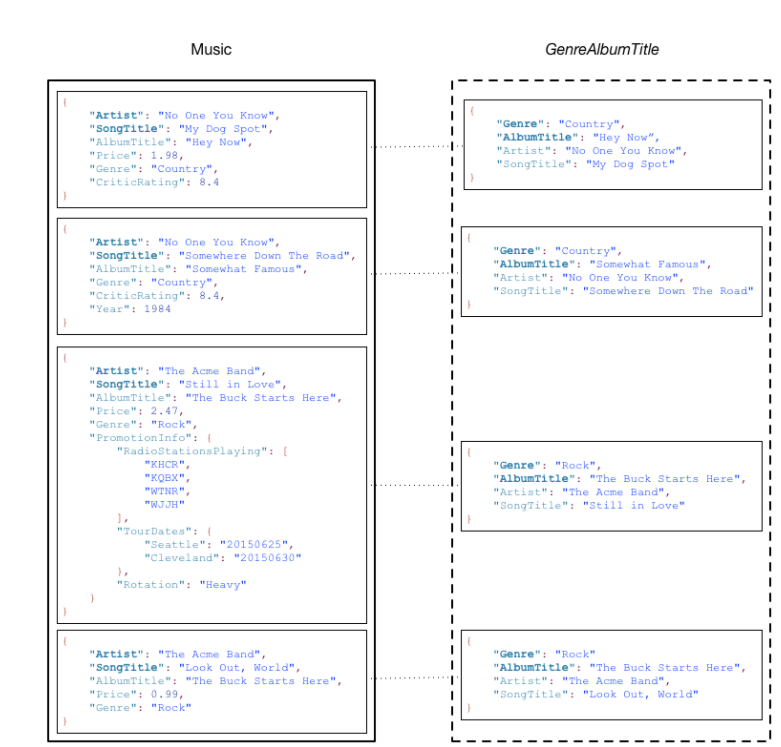 Music
{
"Artist": "No One You Know",
"SongTitle": "My Dog Spot",
"AlbumTitle": "Hey Now",
"Price": 1.98,
"Genre": "Country",
"CriticRating": 8.4
}
{
"Artist": "No One You Know",
"SongTitle": "Somewhere Down The Road",
"AlbumTitle": "Somewhat Famous",
"Genre": "Country",
"CriticRating": 8.4,
"Year": 1984
}
{
"Artist": "The Acme Band",
"SongTitle": "Still in Love",
"AlbumTitle": "The Buck Starts Here",
"Price": 2.47,
"Genre": "Rock",
"PromotionInfo": {
"RadioStationsPlaying": [
"KHCR",
"KQBX",
"WTNR",
"WJJH"
],
"TourDates": {
"Seattle": "20150625",
"Cleveland": "20150630"
},
"Rotation": "Heavy"
}
}
{
"Artist": "The Acme Band",
"SongTitle": "Look Out, World",
"AlbumTitle": "The Buck Starts Here",
"Price": 0.99,
"Genre": "Rock"
}
GenreAlbumTitle
{
"Genre": "Country",
"AlbumTitle": "Hey Now”,
"Artist": "No One You Know",
"SongTitle": "My Dog Spot"
}
{
"Genre": "Country",
"AlbumTitle": "Somewhat Famous",
"Artist": "No One You Know",
"SongTitle": "Somewhere Down The Road"
}
{
"Genre": "Rock",
"AlbumTitle": "The Buck Starts Here",
"Artist": "The Acme Band",
"SongTitle": "Still in Love"
}
{
"Genre": "Rock"
"AlbumTitle": "The Buck Starts Here",
"Artist": "The Acme Band",
"SongTitle": "Look Out, World"
}